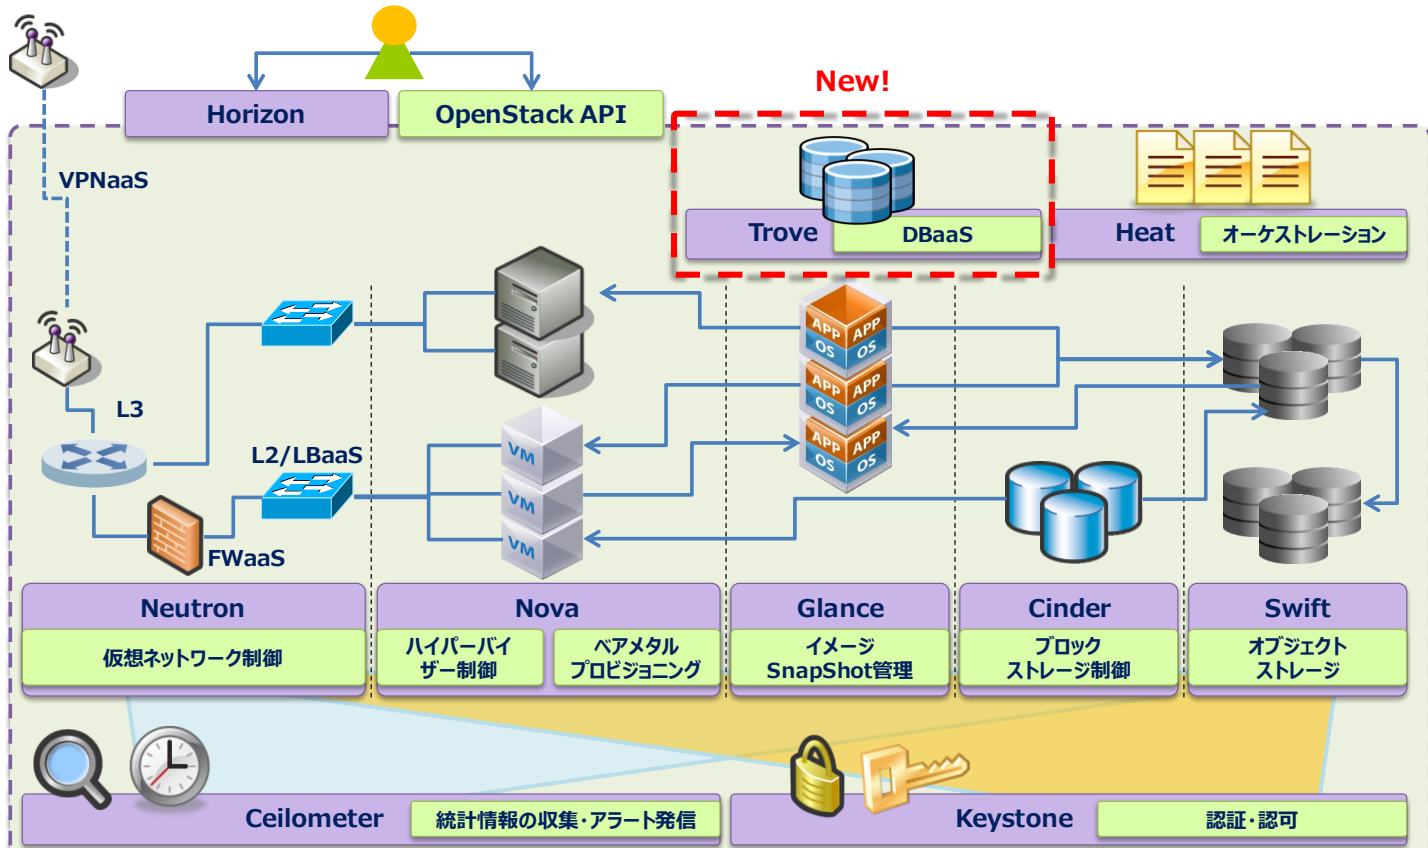 New!
Horizon
OpenStack API
VPNaaS
Trove
DBaaS
Heat
オーケストレーション
APP APP
OS OS
APP APP
OS OS
APP APP
OS OS
L3
L2/LBaaS
VM
VM
VM
FWaaS
Neutron
仮想ネットワーク制御
Nova
ハイパーバイ
ザー制御
ベアメタル
プロビジョニング
Glance
イメージ
SnapShot管理
Cinder
ブロック
ストレージ制御
Swift
オブジェクト
ストレージ
Ceilometer
統計情報の収集・アラート発信
Keystone
認証・認可